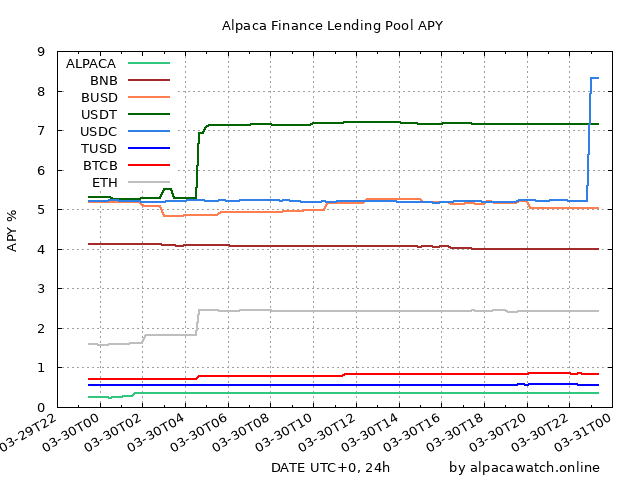 Alpaca Finance Lending Pool APY
9
8
7
6
5
4
3
2
1
0
APY %
ALPACA
BNB
BUSD
USDT
USDC
TUSD
BTCB
ETH
03-29T22
03-30T00
03-30T02
03-30T04
03-30T06
03-30T08
03-30T10
03-30T12
03-30T14
03-30T16
03-30T18
03-30T20
03-30T22
03-31T00
DATE UTC+0, 24h
by alpacawatch.online